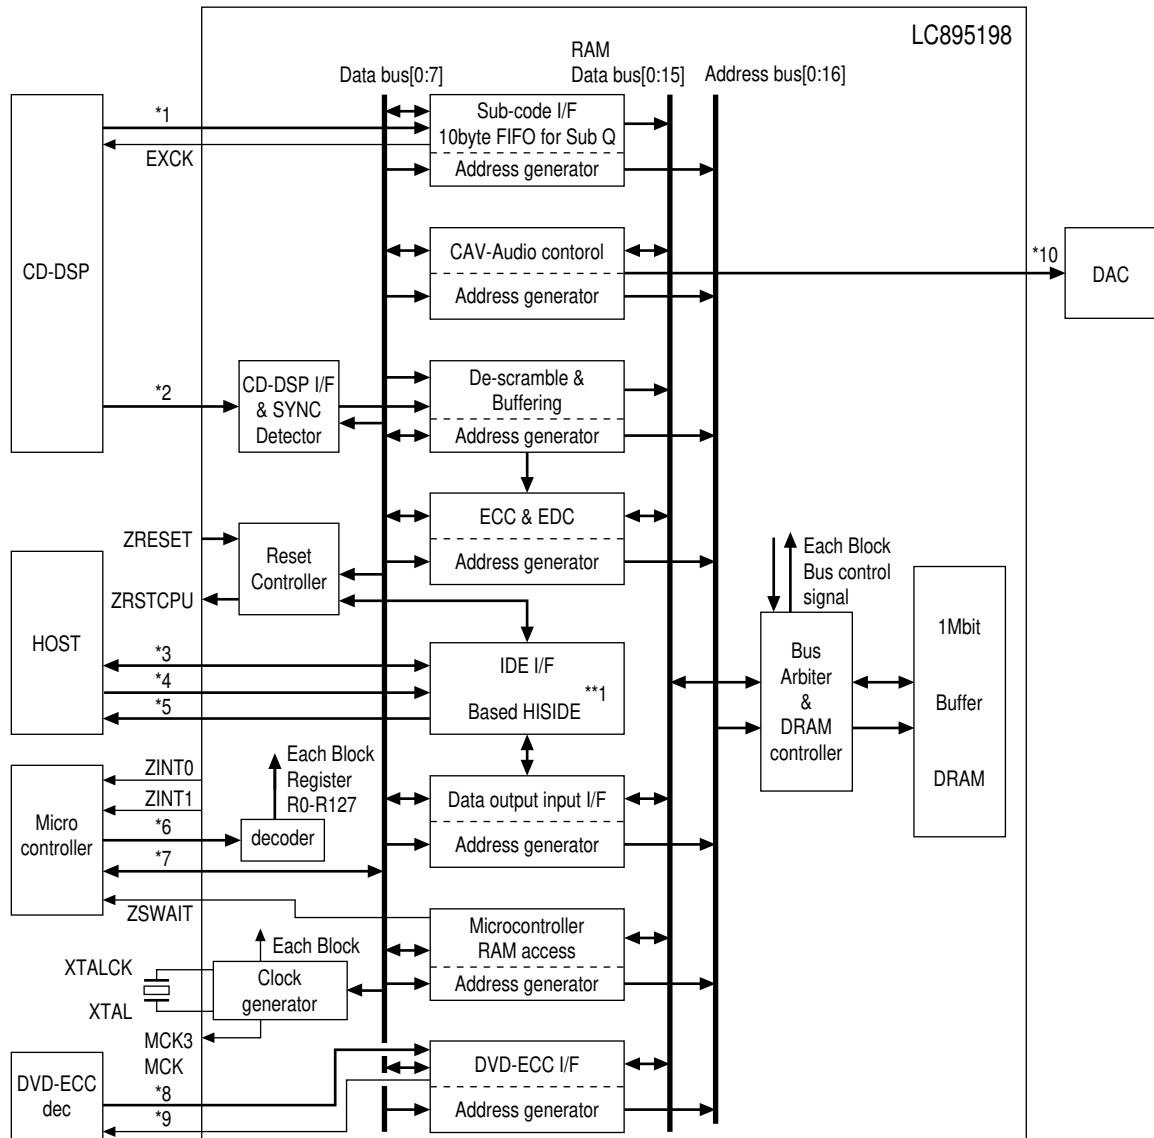 LC895198
RAM
Data bus[0:7]
Data bus[0:15]
Address bus[0:16]
*1
EXCK
Sub-code I/F
10byte FIFO for Sub Q
Address generator
CD-DSP
CAV-Audio contorol
Address generator
*10
DAC
*2
CD-DSP I/F
& SYNC
Detector
De-scramble &
Buffering
Address generator
ECC & EDC
Address generator
ZRESET
ZRSTCPU
Reset
Controller
HOST
*3
*4
*5
IDE I/F
**1
Based HISIDE
Each Block
Bus control
signal
Bus
Arbiter
&
DRAM
controller
1Mbit
Buffer
DRAM
ZINT0
ZINT1
*6
*7
ZSWAIT
Micro
controller
Each Block
Register
R0-R127
decoder
Data output input I/F
Address generator
Microcontroller
RAM access
Address generator
Each Block
XTALCK
XTAL
Clock
generator
MCK3
MCK
DVD-ECC
dec
*8
*9
DVD-ECC I/F
Address generator